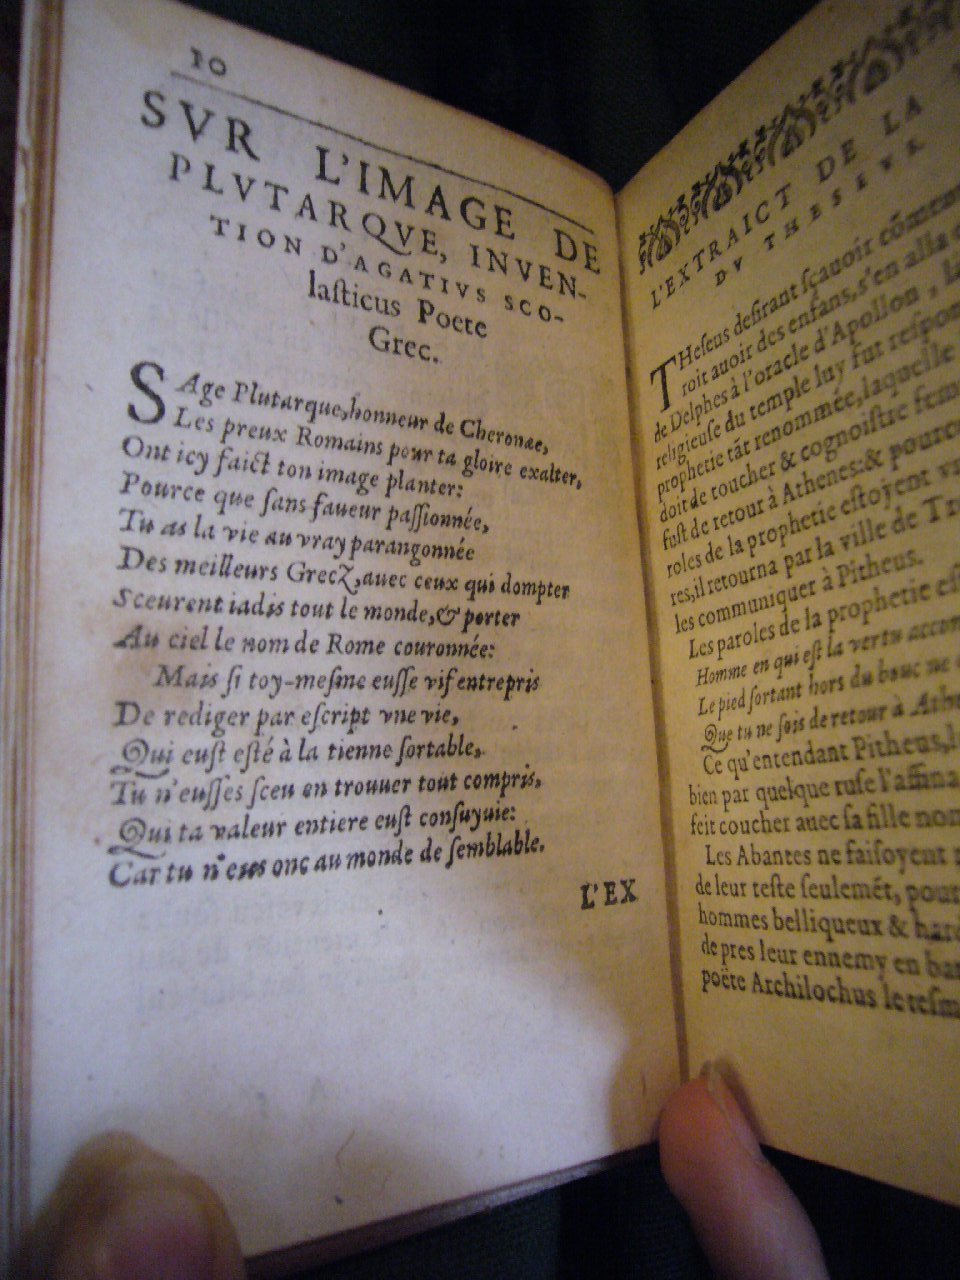 10
SVR L'IMAGE DE
PLVTARQVE, INVEN-
TION D'AGATIVS SCO-
lasticus Poete
Grec.
SAge Plutarque, honneur de Cheronae,
Les preux Romains pour ta gloire exalter,
Ont icy faict ton image planter:
Pource que sans faueur passionnée,
Tu as la vie au vray parangonnée
Des meilleurs Grecz, auec ceux qui dompter
Sceurent iadis tout le monde, & porter
Au ciel le nom de Rome couronnée:
Mais si toy-mesme eusse vif entrepris
De rediger par escript vne vie,
Qui eust esté à la tienne sortable,
Tu n'eusses sceu en trouuer tout compris,
Qui ta valeur entiere eust consuyuie:
Car tu n'eus onc au monde de semblable.
L'EX
L'EXTRAICT DE LA
DV THESEVS.
THeseus desirant sçauoir cõment
roit auoir des enfans, s'en alla
de Delphes à l'oracle d'Apollon,
religieuse du temple luy fut
prophetie tãt renommée, laquelle
doit de toucher & cognoistre
fust de retour à Athenes: &
roles de la prophetie estoyent
res, il retourna par la ville de
les communiquer à Pitheus.
Les paroles de la prophetie
Homme en qui est la vertu
Le pied sortant hors du bouc ne
Que tu ne sois de retour à
Ce qu'entendant Pitheus,
bien par quelque ruse l'affina
feit coucher auec sa fille
Les Abantes ne faisoyent
de leur teste seulemét,
hommes belliqueux &
de pres leur ennemy en
poëte Archilochus le